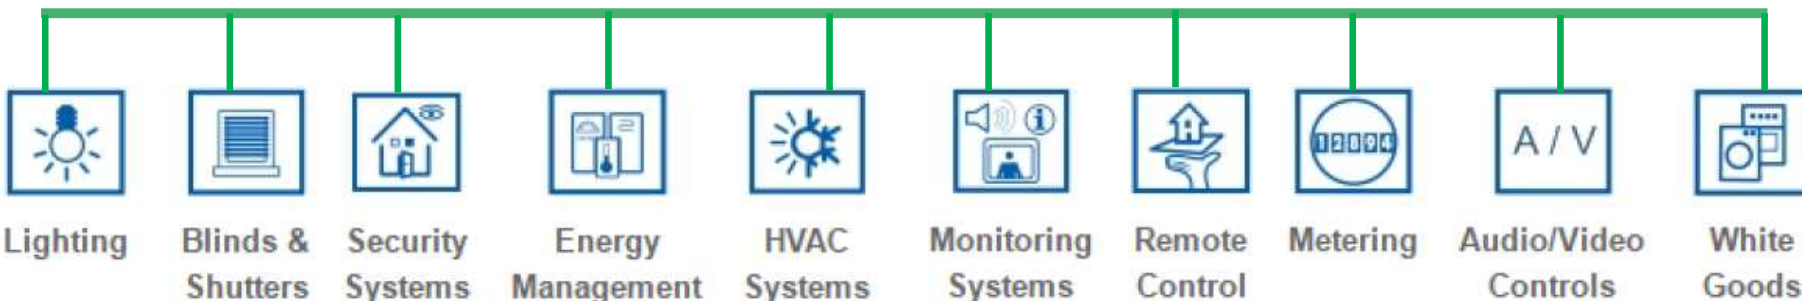 12894
A / V
Lighting
Blinds &
Shutters
Security
Systems
Energy
Management
HVAC
Systems
Monitoring
Systems
Remote
Control
Metering
Audio/Video
Controls
White
Goods